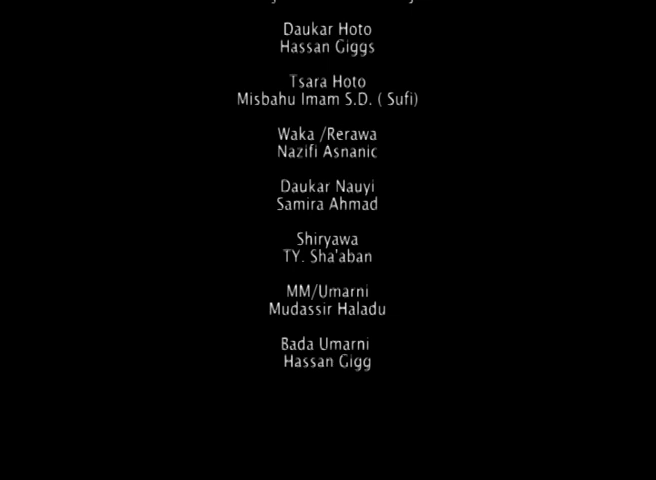 Daukar Hoto
Hassan Giggs
Tsara Hoto
Misbahu Imam S.D. ( Sufi)
Waka /Rerawa
Nazifi Asnanic
Daukar Nauyi
Samira Ahmad
Shiryawa
TY. Sha'aban
MM/Umarni
Mudassir Haladu
Bada Umarni
Hassan Gigg